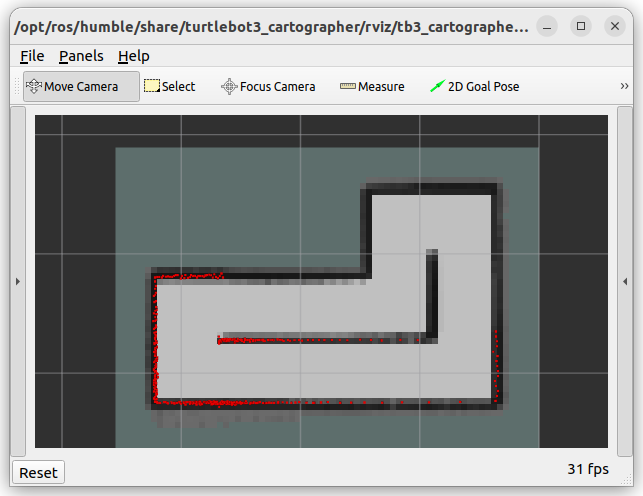 /opt/ros/humble/share/turtlebot3_cartographer/rviz/tb3_cartographe...
File Panels Help
Move Camera Select Focus Camera Measure 2D Goal Pose »
Reset 31 fps